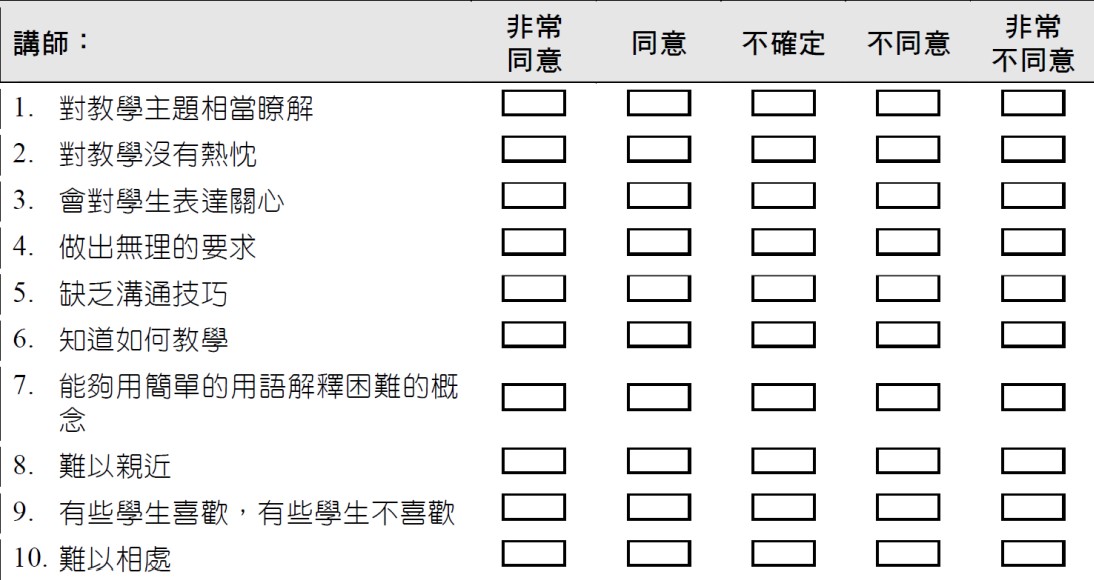 講師： 非常同意 同意 不確定 不同意 非常不同意
1. 對教學主題相當瞭解
2. 對教學沒有熱忱
3. 會對學生表達關心
4. 做出無理的要求
5. 缺乏溝通技巧
6. 知道如何教學
7. 能夠用簡單的用語解釋困難的概
念
8. 難以親近
9. 有些學生喜歡，有些學生不喜歡
10. 難以相處